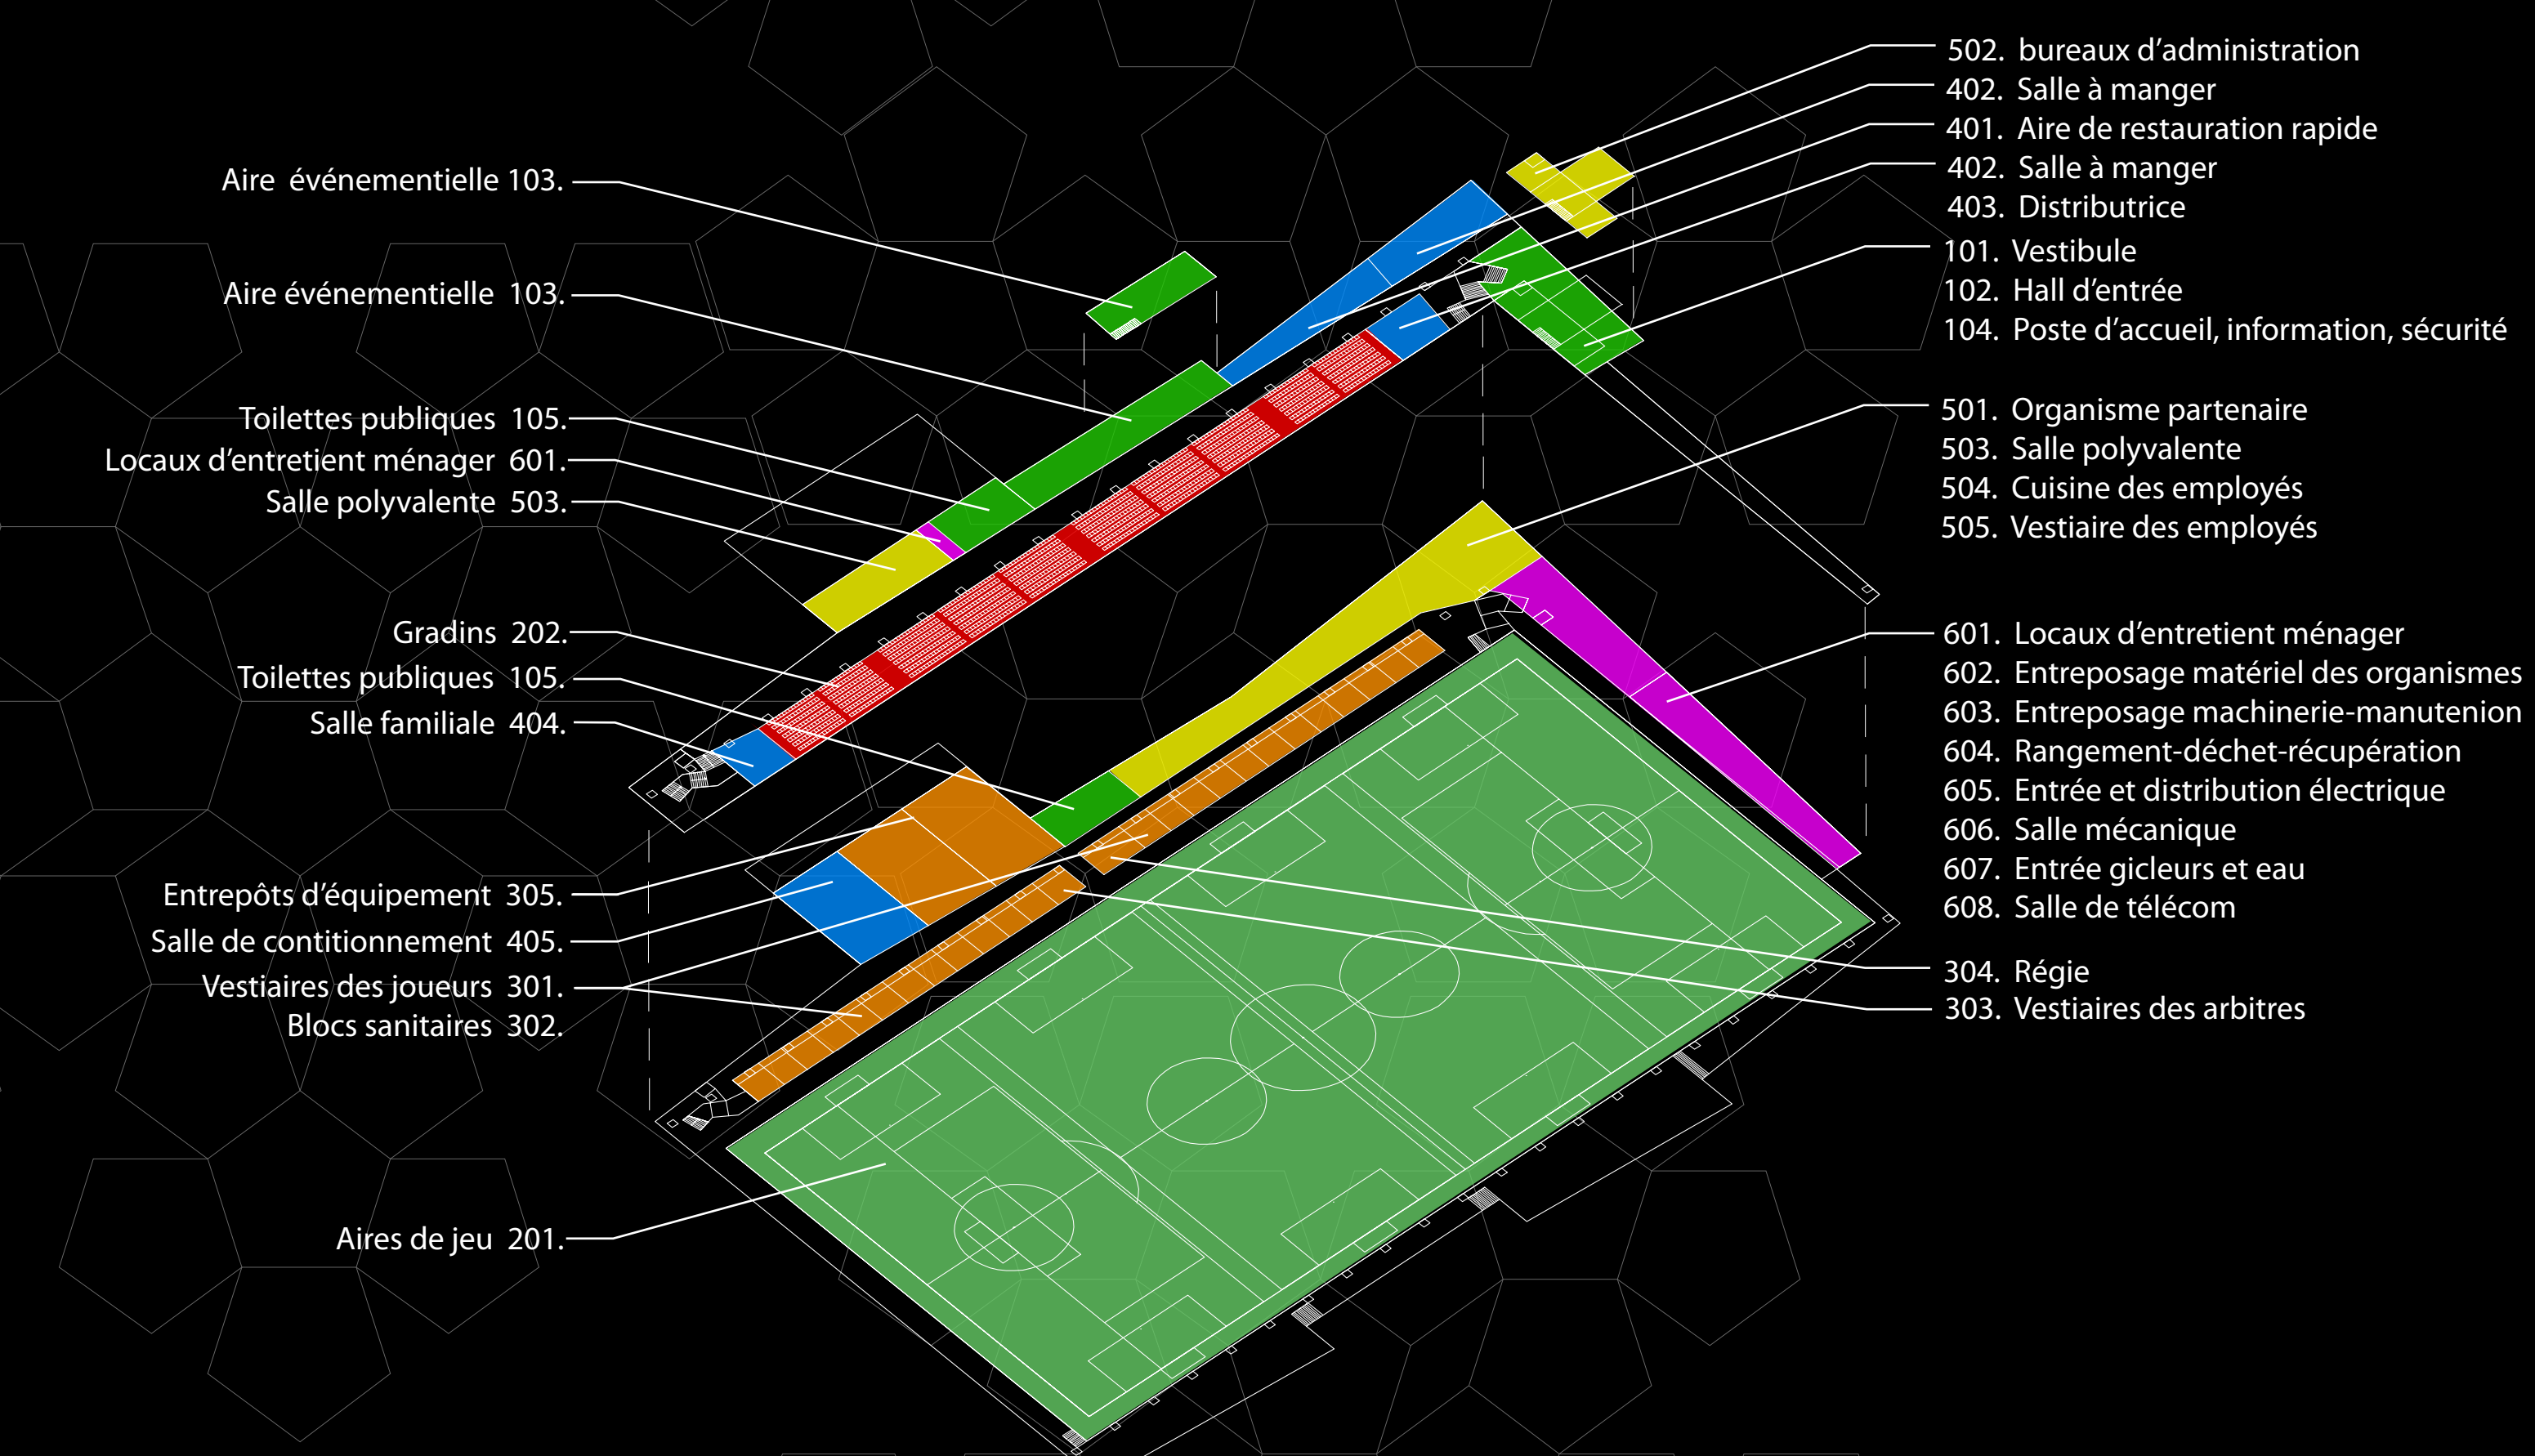 Aire  événementielle 103.
Aire événementielle  103.
Toilettes publiques  105.
Locaux d’entretient ménager  601.
Salle polyvalente  503.
Gradins  202.
Toilettes publiques  105.
Salle familiale  404.
Entrepôts d’équipement  305.
Salle de contitionnement  405.
Vestiaires des joueurs  301.
Blocs sanitaires  302.
Aires de jeu  201.
502.  bureaux d’administration
402.  Salle à manger
401.  Aire de restauration rapide
402.  Salle à manger
403.  Distributrice
101.  Vestibule
102.  Hall d’entrée
104.  Poste d’accueil, information, sécurité
501.  Organisme partenaire
503.  Salle polyvalente
504.  Cuisine des employés
505.  Vestiaire des employés
601.  Locaux d’entretient ménager
602.  Entreposage matériel des organismes
603.  Entreposage machinerie-manutenion
604.  Rangement-déchet-récupération
605.  Entrée et distribution électrique
606.  Salle mécanique
607.  Entrée gicleurs et eau
608.  Salle de télécom
304.  Régie
303.  Vestiaires des arbitres